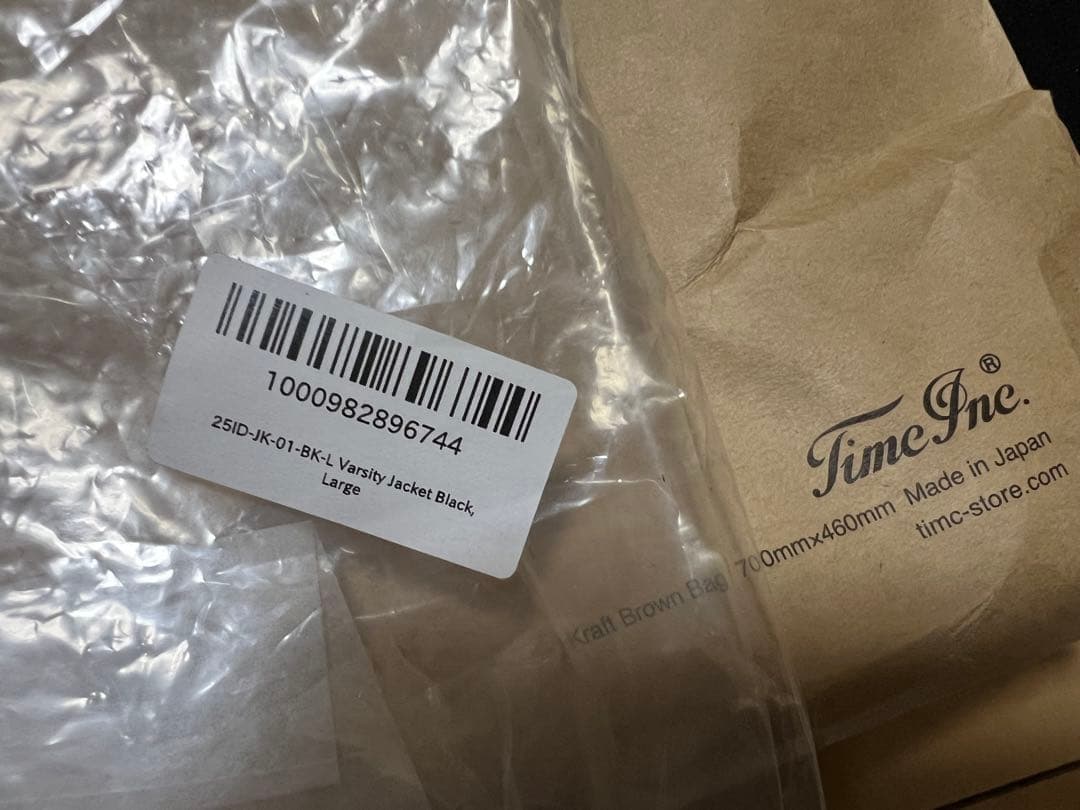 1000982896744
25ID-JK-01-BK-L Varsity Jacket Black,
Large
Timc Inc.®
Kraft Brown Bag 700mmx460mm Made in Japan
timc-store.com